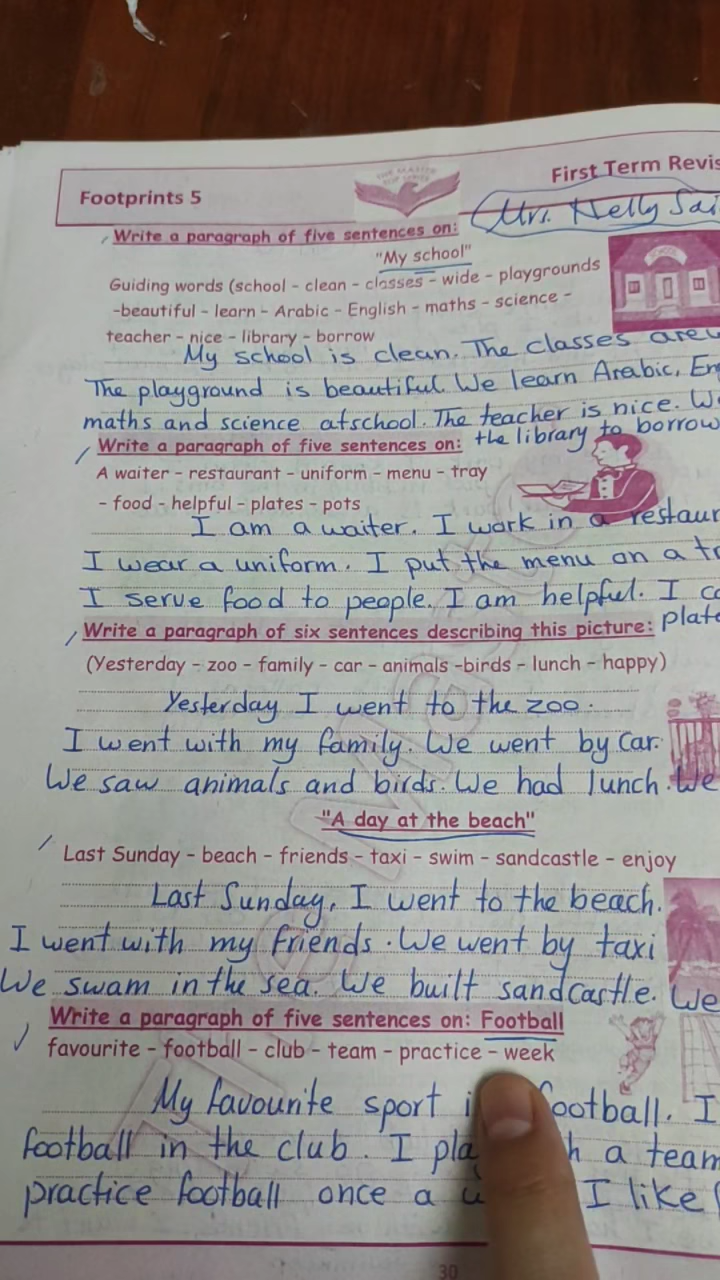 Footprints 5
THE MASTER
First Term Revis
Mrs. Nelly Sai
Write a paragraph of five sentences on:
"My school"
Guiding words (school - clean - classes - wide - playgrounds
-beautiful - learn - Arabic - English - maths - science -
teacher - nice - library - borrow
SCHOOL
My school is clean. The classes are
The playground is beautiful. We learn Arabic, En
maths and science at school. The teacher is nice. W
the library to borrow
Write a paragraph of five sentences on:
A waiter - restaurant - uniform - menu - tray
- food - helpful - plates - pots
I am a waiter. I work in a restaur
I wear a uniform. I put the menu on a tr
I serve food to people. I am helpful. I c
plate
Write a paragraph of six sentences describing this picture:
(Yesterday - zoo - family - car - animals -birds - lunch - happy)
Yesterday I went to the zoo.
I went with my family. We went by car.
We saw animals and birds. We had lunch. We
"A day at the beach"
Last Sunday - beach - friends - taxi - swim - sandcastle - enjoy
Last Sunday, I went to the beach.
I went with my friends. We went by taxi
We swam in the sea. We built sandcastle. We
Write a paragraph of five sentences on: Football
favourite - football - club - team - practice - week
My favourite sport i football. I
football in the club. I pla h a team
practice football once a w I like
30